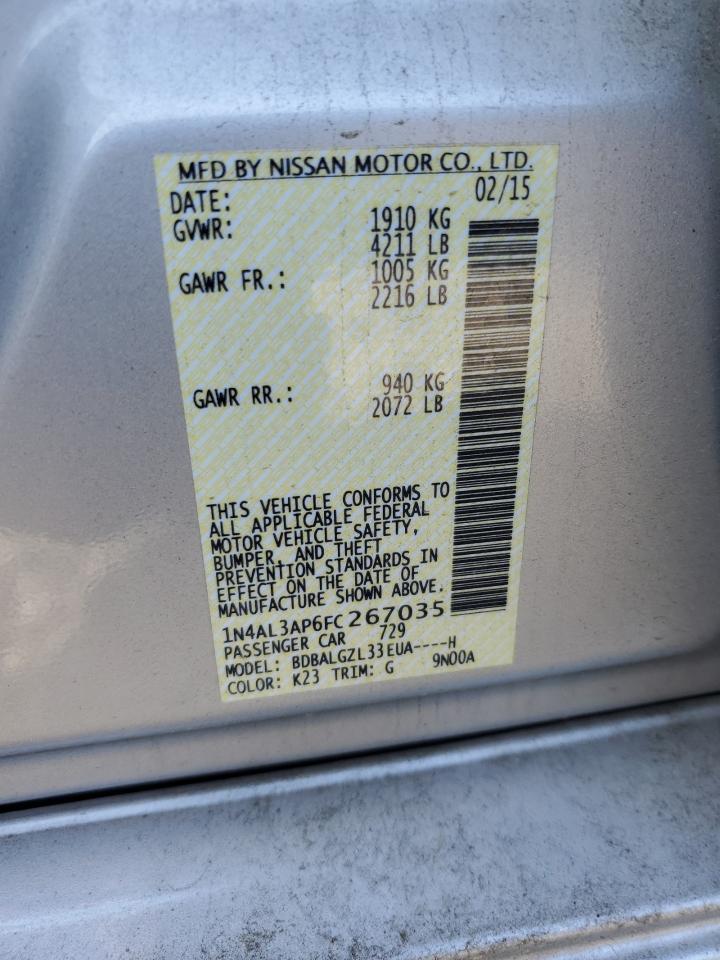 MFD BY NISSAN MOTOR CO., LTD.
DATE: 02/15
GVWR: 1910 KG
4211 LB
GAWR FR.: 1005 KG
2216 LB
GAWR RR.: 940 KG
2072 LB
THIS VEHICLE CONFORMS TO
ALL APPLICABLE FEDERAL
MOTOR VEHICLE SAFETY,
BUMPER, AND THEFT
PREVENTION STANDARDS IN
EFFECT ON THE DATE OF
MANUFACTURE SHOWN ABOVE.
1N4AL3AP6FC267035
PASSENGER CAR 729
MODEL: BDBALGZL33EUA----H
COLOR: K23 TRIM: G 9N00A